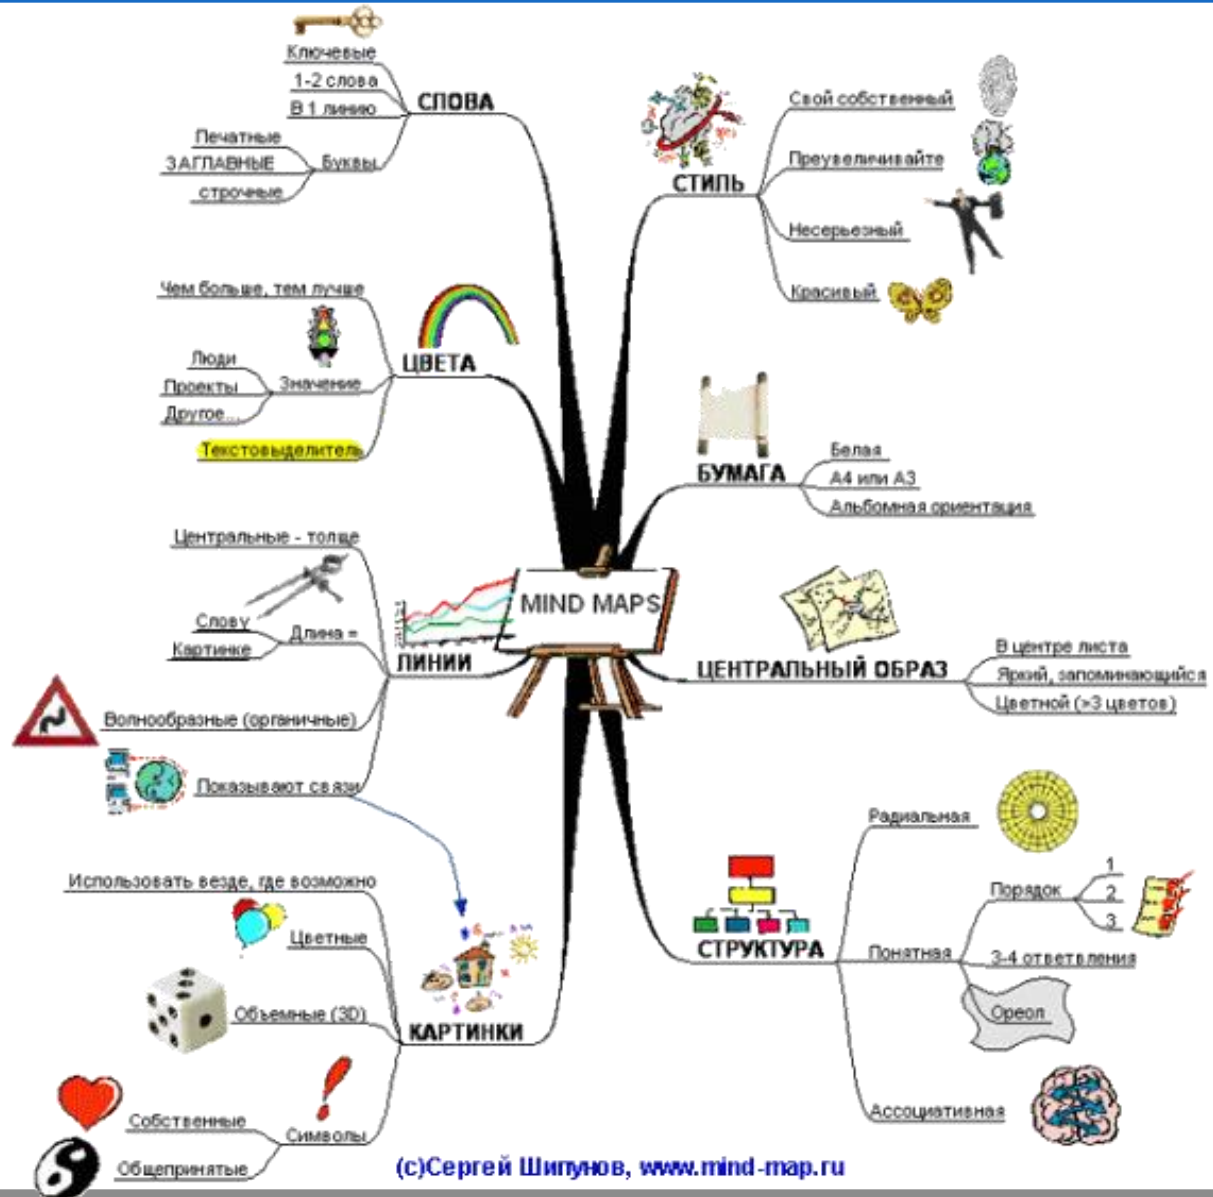 Ключевые
1-2 слова
В 1 линию
СЛОВА
Печатные
ЗАГЛАВНЫЕ
строчные
Буквы
Чем больше, тем лучше
ЦВЕТА
Люди
Проекты
Другое...
Значение
Текстовыделитель
Центральные - толще
Слову
Картинке
Длина =
ЛИНИИ
Волнообразные (органичные)
Показывают связи
Использовать везде, где возможно
Цветные
Объемные (3D)
КАРТИНКИ
Собственные
Общепринятые
Символы
MIND MAPS
СТИЛЬ
Свой собственный
Преувеличивайте
Несерьезный
Красивый
БУМАГА
Белая
А4 или А3
Альбомная ориентация
ЦЕНТРАЛЬНЫЙ ОБРАЗ
В центре листа
Яркий, запоминающийся
Цветной (>3 цветов)
СТРУКТУРА
Радиальная
Понятная
Порядок
1
2
3
3-4 ответвления
Ореол
Ассоциативная
(с)Сергей Шипунов, www.mind-map.ru